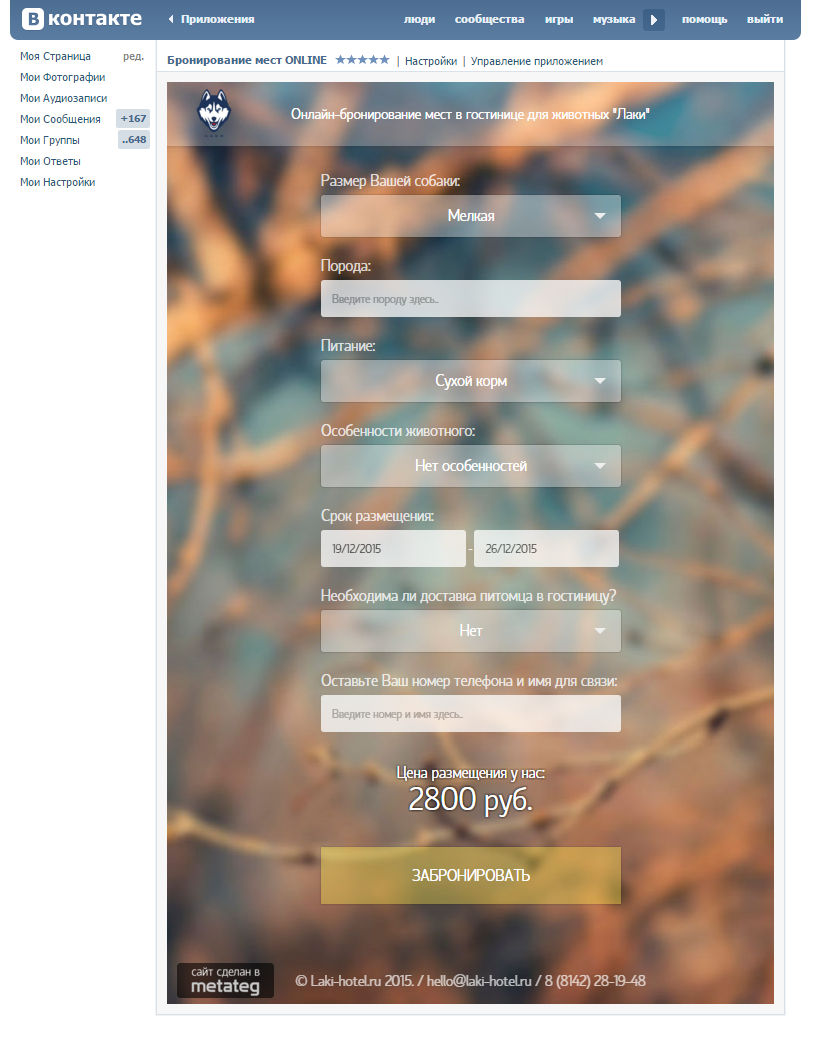 В контакте
Приложения
люди сообщества игры музыка помощь выйти
Моя Страница ред.
Мои Фотографии
Мои Аудиозаписи
Мои Сообщения +167
Мои Группы ..648
Мои Ответы
Мои Настройки
Бронирование мест ONLINE ★★★★★ | Настройки | Управление приложением
Онлайн-бронирование мест в гостинице для животных "Лаки"
Размер Вашей собаки:
Мелкая
Порода:
Введите породу здесь..
Питание:
Сухой корм
Особенности животного:
Нет особенностей
Срок размещения:
19/12/2015 - 26/12/2015
Необходима ли доставка питомца в гостиницу?
Нет
Оставьте Ваш номер телефона и имя для связи:
Введите номер и имя здесь..
Цена размещения у нас:
2800 руб.
ЗАБРОНИРОВАТЬ
сайт сделан в
metateg
© Laki-hotel.ru 2015. / hello@laki-hotel.ru / 8 (8142) 28-19-48